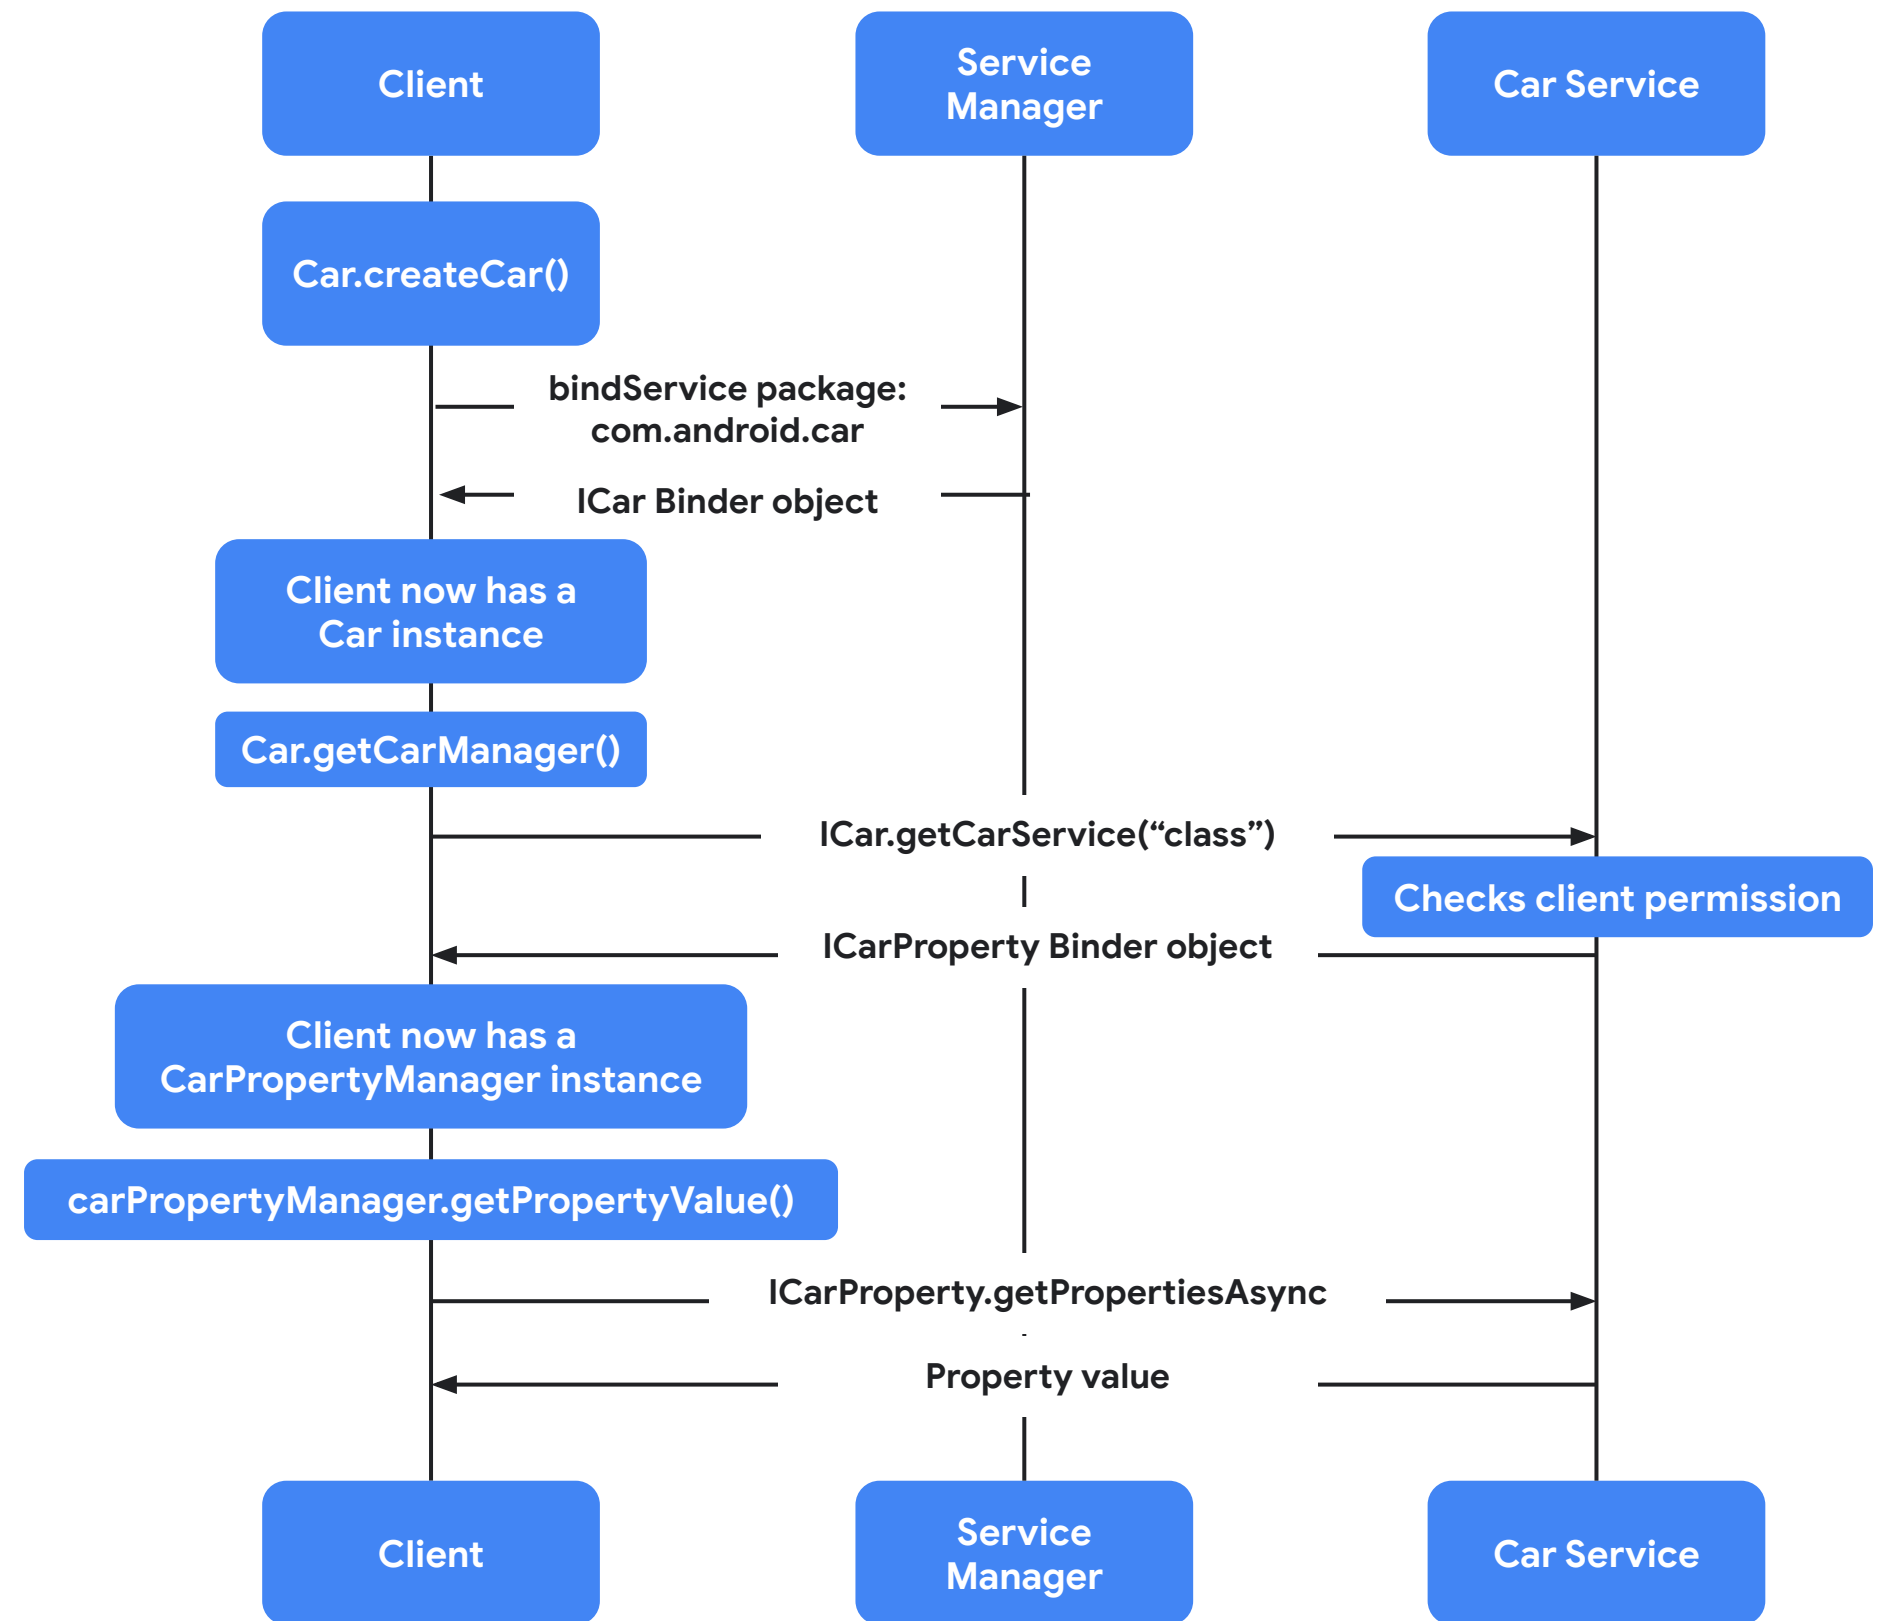 Client
Service
Manager
Car Service
Car.createCar()
bindService package:
com.android.car
ICar Binder object
Client now has a
Car instance
Car.getCarManager()
ICar.getCarService(“class”)
Checks client permission
ICarProperty Binder object
Client now has a
CarPropertyManager instance
carPropertyManager.getPropertyValue()
ICarProperty.getPropertiesAsync
Property value
Client
Service
Manager
Car Service